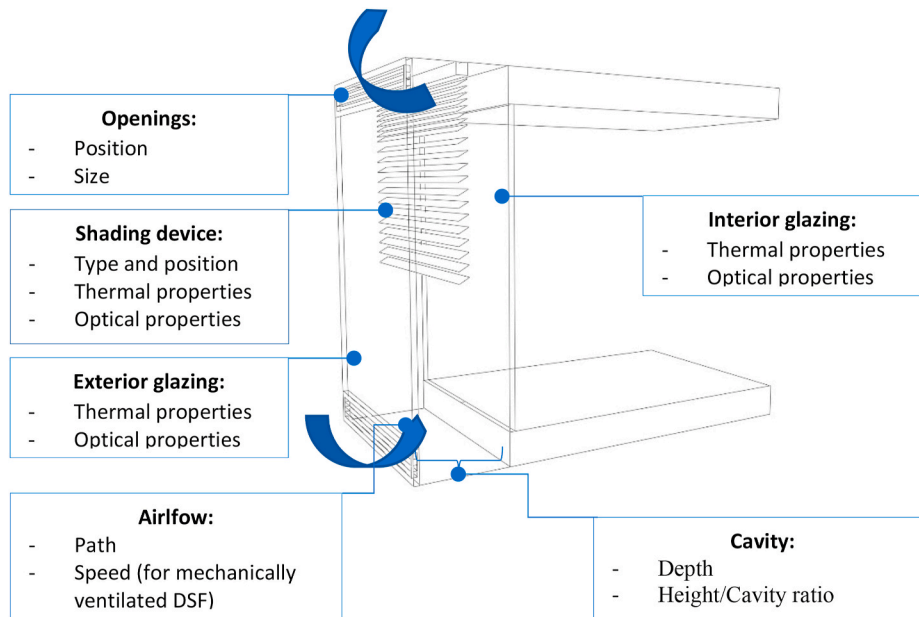 Openings:
- Position
- Size
Shading device:
- Type and position
- Thermal properties
- Optical properties
Exterior glazing:
- Thermal properties
- Optical properties
Airlfow:
- Path
- Speed (for mechanically
ventilated DSF)
Interior glazing:
- Thermal properties
- Optical properties
Cavity:
- Depth
- Height/Cavity ratio